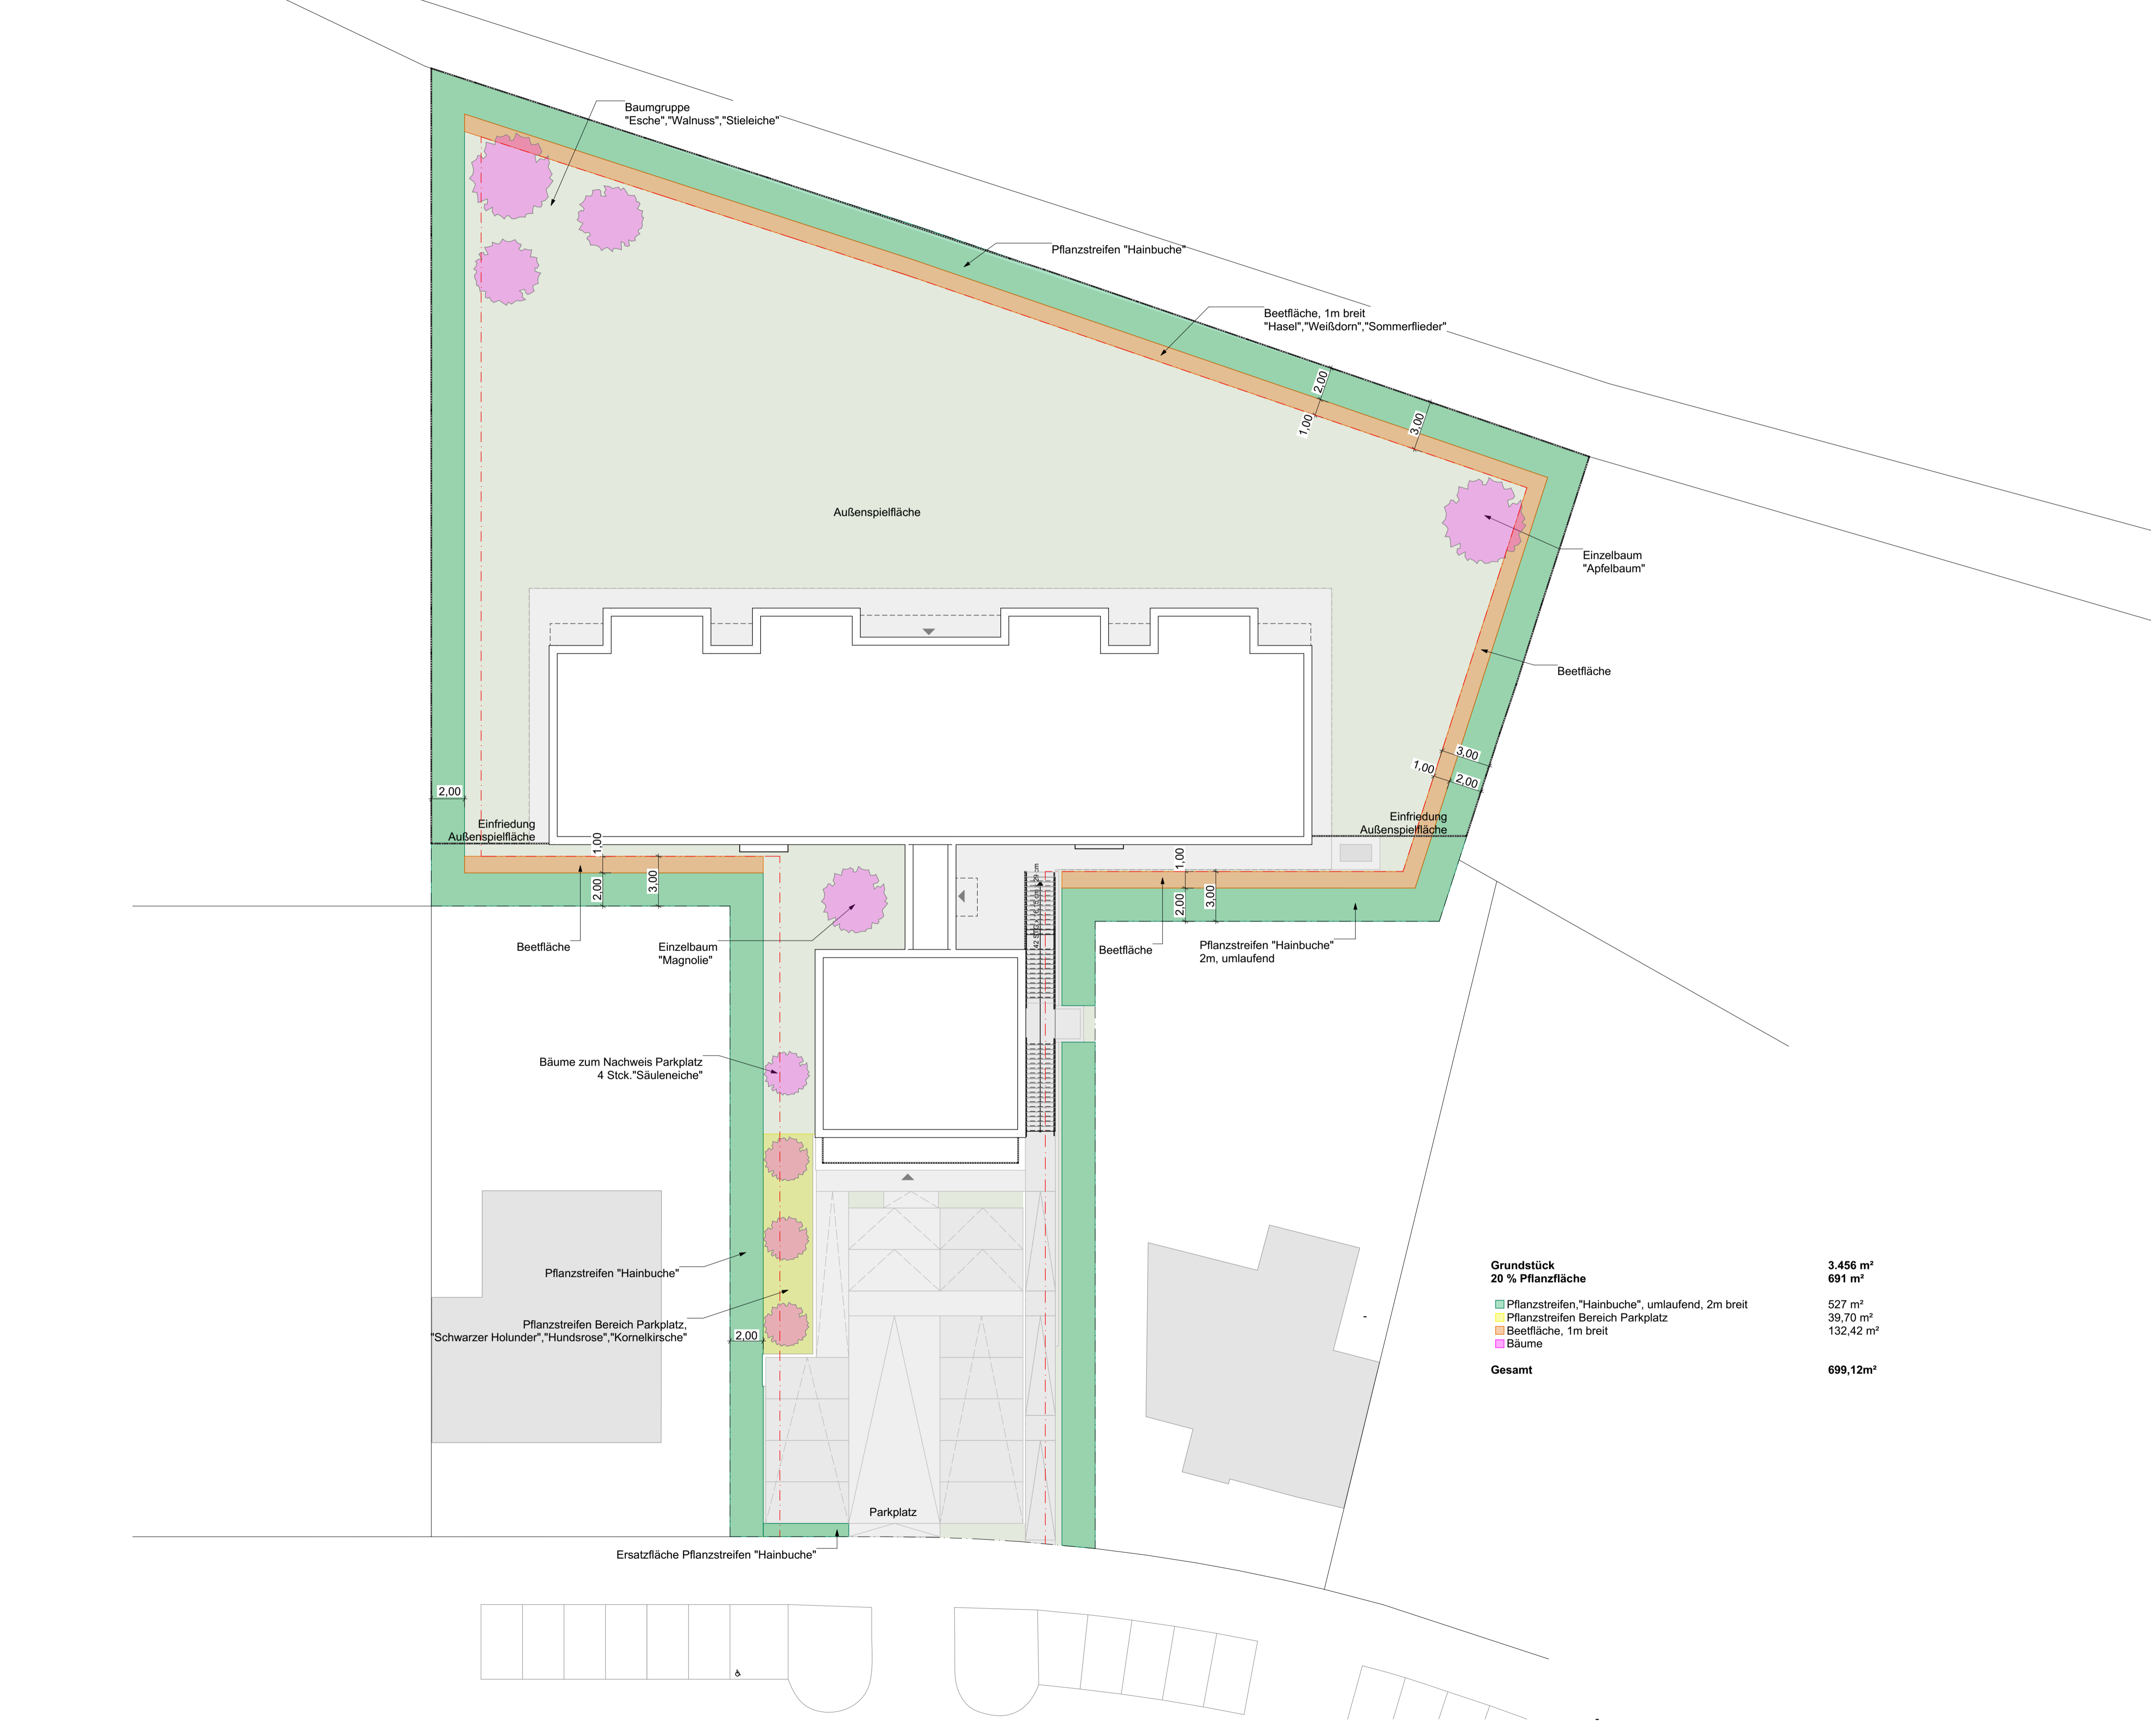 Baumgruppe
"Esche","Walnuss","Stieleiche"
Pflanzstreifen "Hainbuche"
Beetfläche, 1m breit
"Hasel","Weißdorn","Sommerflieder"
2,00
1,00
3,00
Außenspielfläche
Einzelbaum
"Apfelbaum"
Beetfläche
3,00
1,00
2,00
2,00
Einfriedung
Außenspielfläche
Einfriedung
Außenspielfläche
1,00
2,00
3,00
1,00
2,00
3,00
Beetfläche
Einzelbaum
"Magnolie"
Beetfläche
Pflanzstreifen "Hainbuche"
2m, umlaufend
Bäume zum Nachweis Parkplatz
4 Stck."Säuleneiche"
Pflanzstreifen "Hainbuche"
Pflanzstreifen Bereich Parkplatz,
"Schwarzer Holunder","Hundsrose","Kornelkirsche"
2,00
Parkplatz
Ersatzfläche Pflanzstreifen "Hainbuche"
Grundstück 3.456 m²
20 % Pflanzfläche 691 m²
Pflanzstreifen,"Hainbuche", umlaufend, 2m breit 527 m²
Pflanzstreifen Bereich Parkplatz 39,70 m²
Beetfläche, 1m breit 132,42 m²
Bäume
Gesamt 699,12m²